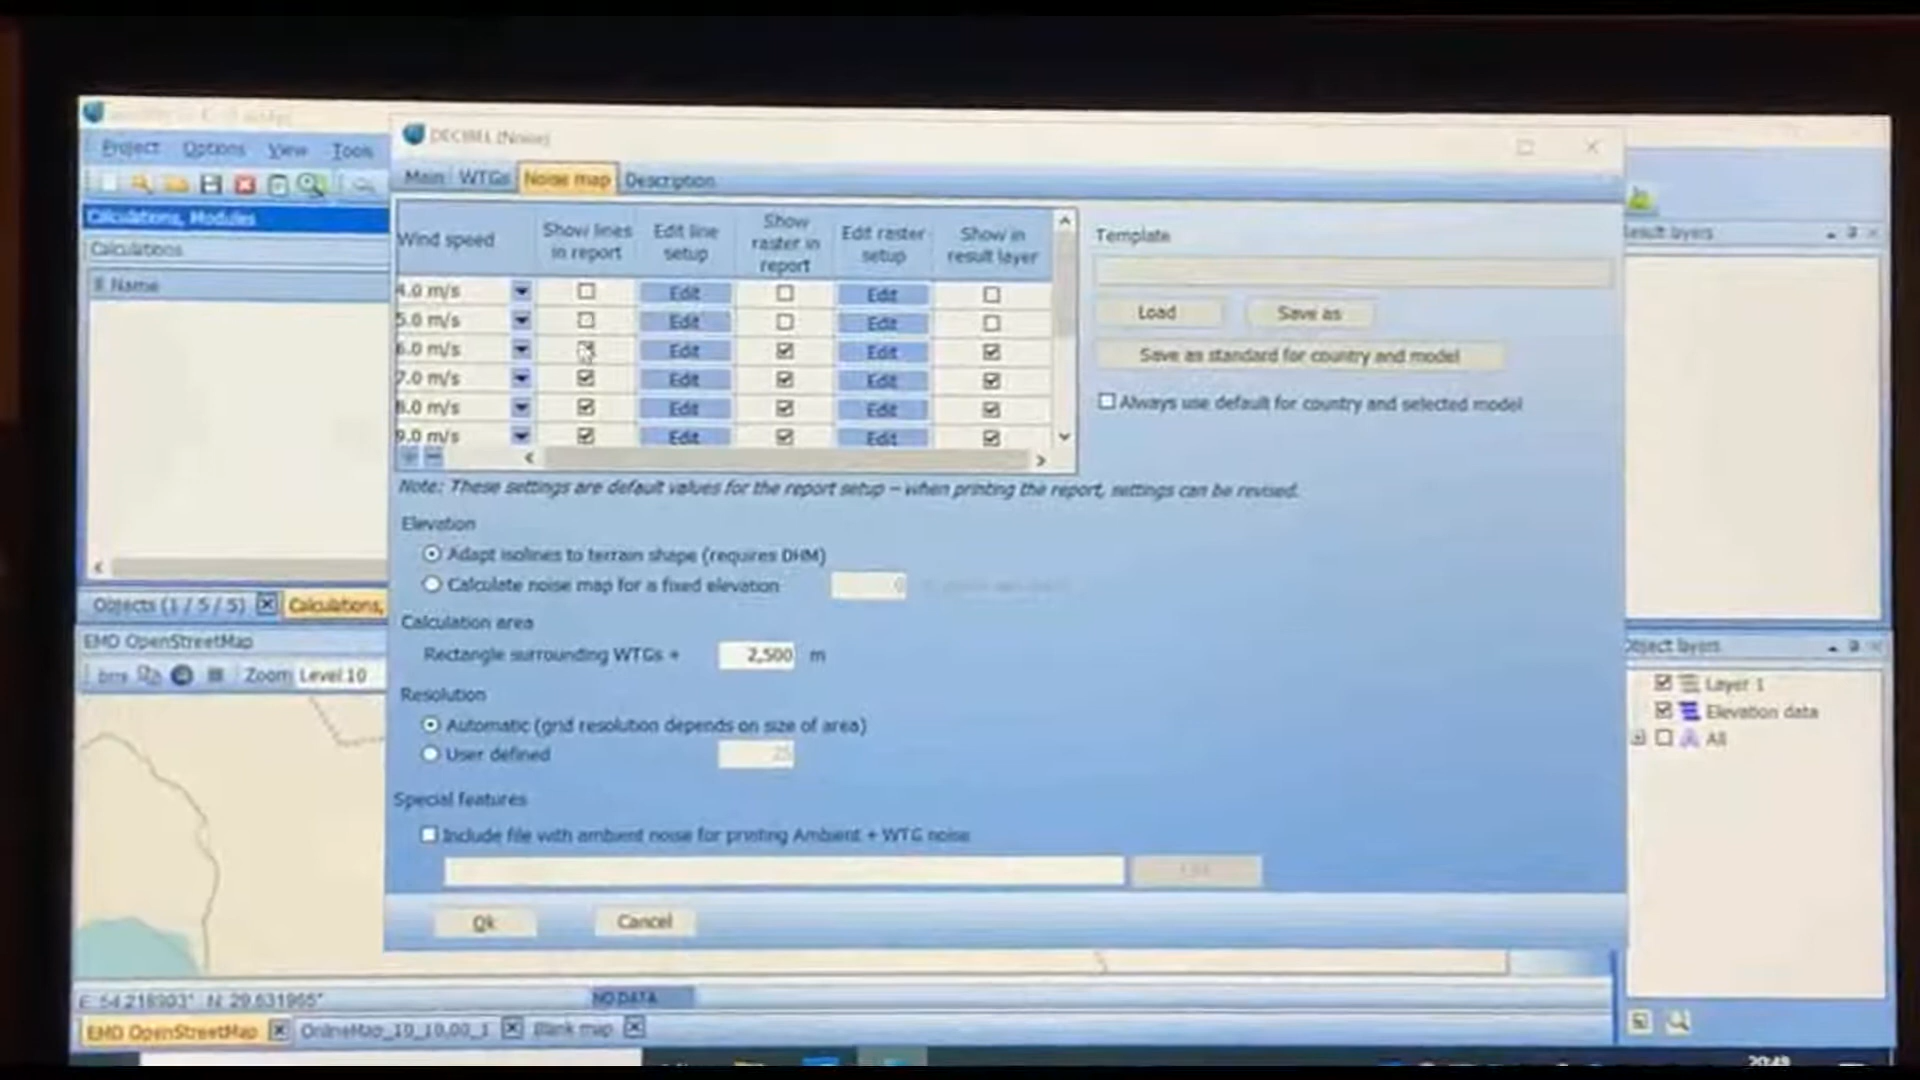 DECIBEL (Noise)
Project Options View Tools
Main WTGs Noise map Description
Calculations, Modules
Calculations
Name
Wind speed
Show lines in report
Edit line setup
Show raster in report
Edit raster setup
Show in result layer
4.0 m/s Edit Edit
5.0 m/s Edit Edit
6.0 m/s Edit Edit
7.0 m/s Edit Edit
8.0 m/s Edit Edit
9.0 m/s Edit Edit
Template
Load Save as
Save as standard for country and model
Always use default for country and selected model
Note: These settings are default values for the report setup – when printing the report, settings can be revised.
Elevation
Adapt isolines to terrain shape (requires DHM)
Calculate noise map for a fixed elevation 0
Calculation area
Rectangle surrounding WTGs + 2,500 m
Resolution
Automatic (grid resolution depends on size of area)
User defined 25
Special features
Include file with ambient noise for printing Ambient + WTG noise
Ok Cancel
Objects (1 / 5 / 5) Calculations,
EMD OpenStreetMap
Zoom Level 10
Result layers
Object layers
Layer 1
Elevation data
All
E: 54.218903° N: 29.631965°
NO DATA
EMD OpenStreetMap OnlineMap_10_10,00_1 Blank map
20:49